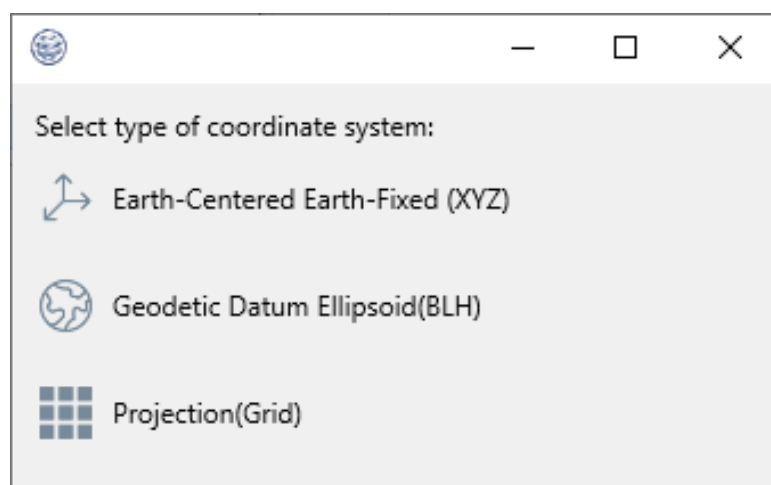 Select type of coordinate system:
Earth-Centered Earth-Fixed (XYZ)
Geodetic Datum Ellipsoid(BLH)
Projection(Grid)